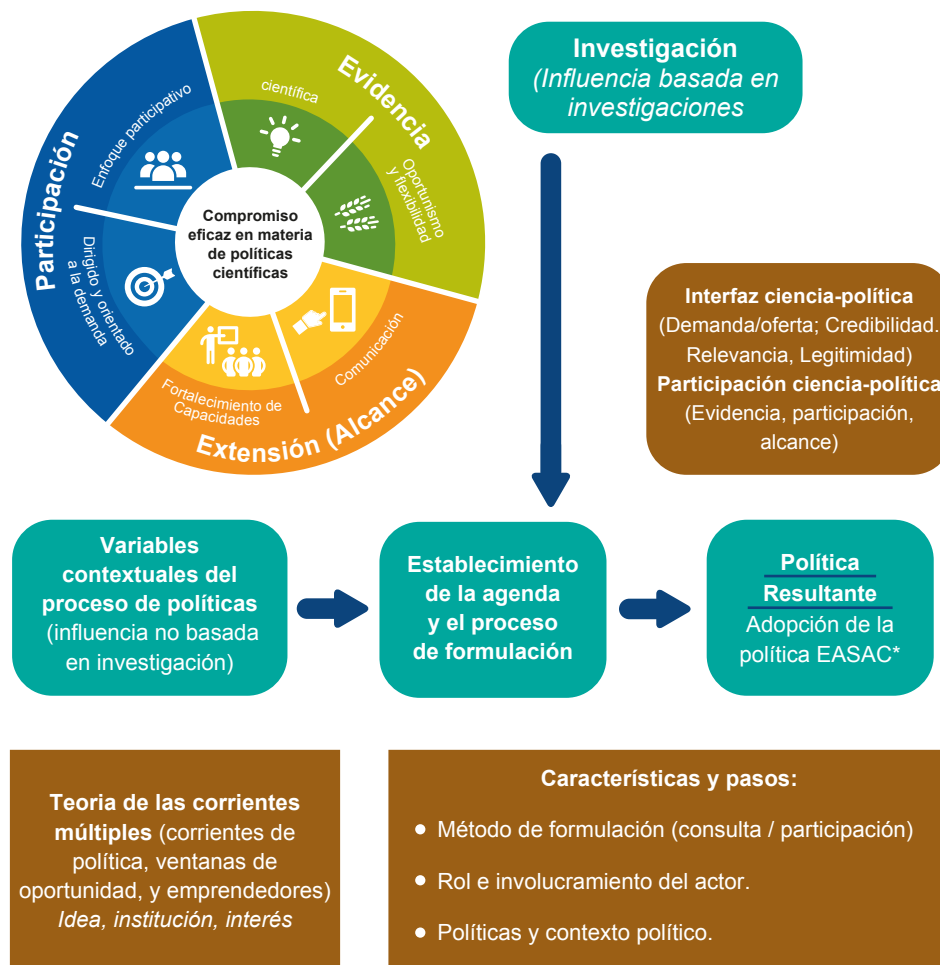 Participación
Enfoque participativo
Dirigido y orientado
a la demanda
Evidencia
científica
Oportunismo
y flexibilidad
Compromiso
eficaz en materia
de políticas
científicas
Comunicación
Fortalecimiento de
Capacidades
Extensión (Alcance)
Investigación
(Influencia basada en
investigaciones
Interfaz ciencia-política
(Demanda/oferta; Credibilidad.
Relevancia, Legitimidad)
Participación ciencia-política
(Evidencia, participación,
alcance)
Variables
contextuales del
proceso de políticas
(influencia no basada
en investigación)
Establecimiento
de la agenda
y el proceso
de formulación
Política
Resultante
Adopción de la
política EASAC*
Teoria de las corrientes
múltiples (corrientes de
política, ventanas de
oportunidad, y emprendedores)
Idea, institución, interés
Características y pasos:
● Método de formulación (consulta / participación)
● Rol e involucramiento del actor.
● Políticas y contexto político.